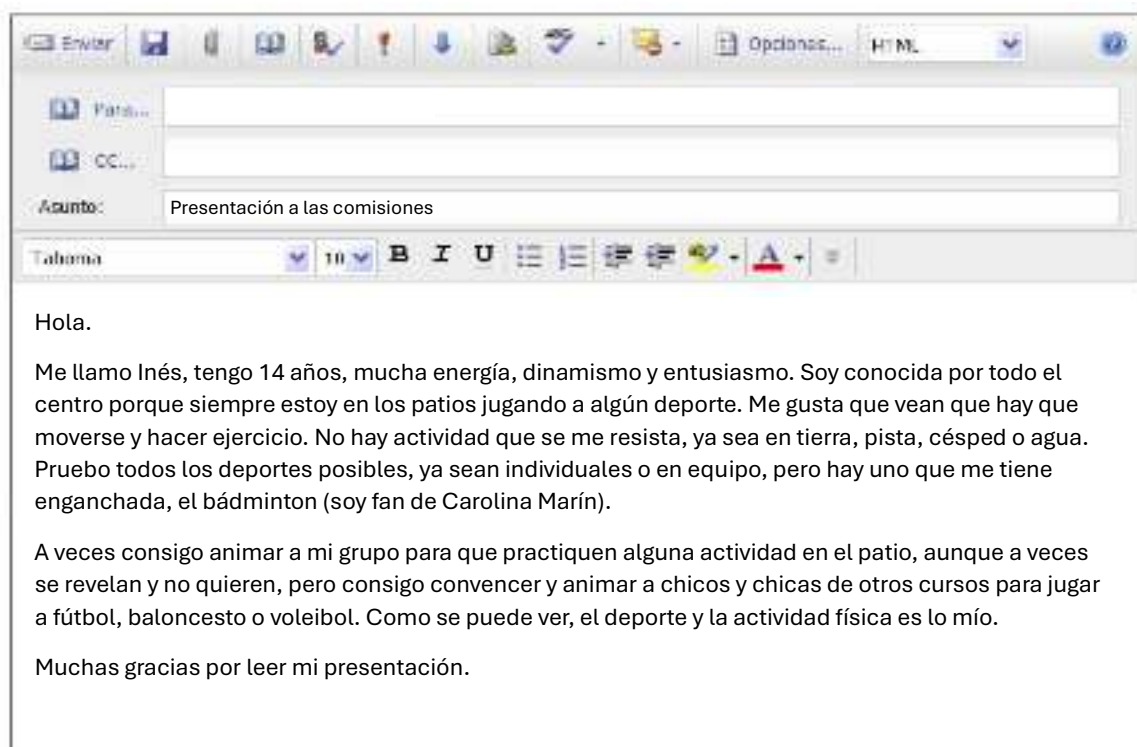 Enviar Opciones... HTML
Para...
CC...
Asunto: Presentación a las comisiones
Tahoma 10 B I U A
Hola.
Me llamo Inés, tengo 14 años, mucha energía, dinamismo y entusiasmo. Soy conocida por todo el
centro porque siempre estoy en los patios jugando a algún deporte. Me gusta que vean que hay que
moverse y hacer ejercicio. No hay actividad que se me resista, ya sea en tierra, pista, césped o agua.
Pruebo todos los deportes posibles, ya sean individuales o en equipo, pero hay uno que me tiene
enganchada, el bádminton (soy fan de Carolina Marín).
A veces consigo animar a mi grupo para que practiquen alguna actividad en el patio, aunque a veces
se revelan y no quieren, pero consigo convencer y animar a chicos y chicas de otros cursos para jugar
a fútbol, baloncesto o voleibol. Como se puede ver, el deporte y la actividad física es lo mío.
Muchas gracias por leer mi presentación.